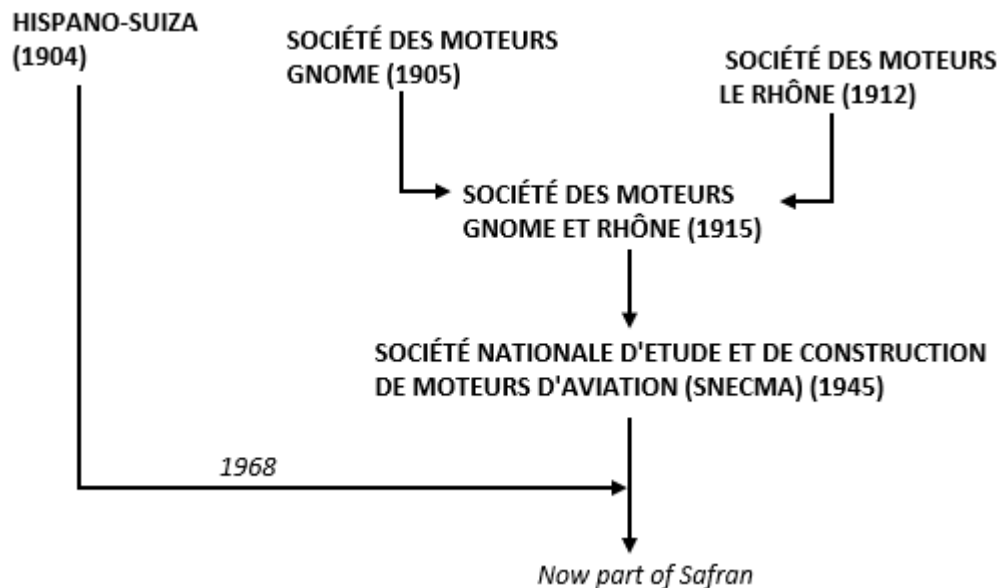 HISPANO-SUIZA
(1904)
SOCIÉTÉ DES MOTEURS
GNOME (1905)
SOCIÉTÉ DES MOTEURS
LE RHÔNE (1912)
SOCIÉTÉ DES MOTEURS
GNOME ET RHÔNE (1915)
SOCIÉTÉ NATIONALE D'ETUDE ET DE CONSTRUCTION
DE MOTEURS D'AVIATION (SNECMA) (1945)
1968
Now part of Safran